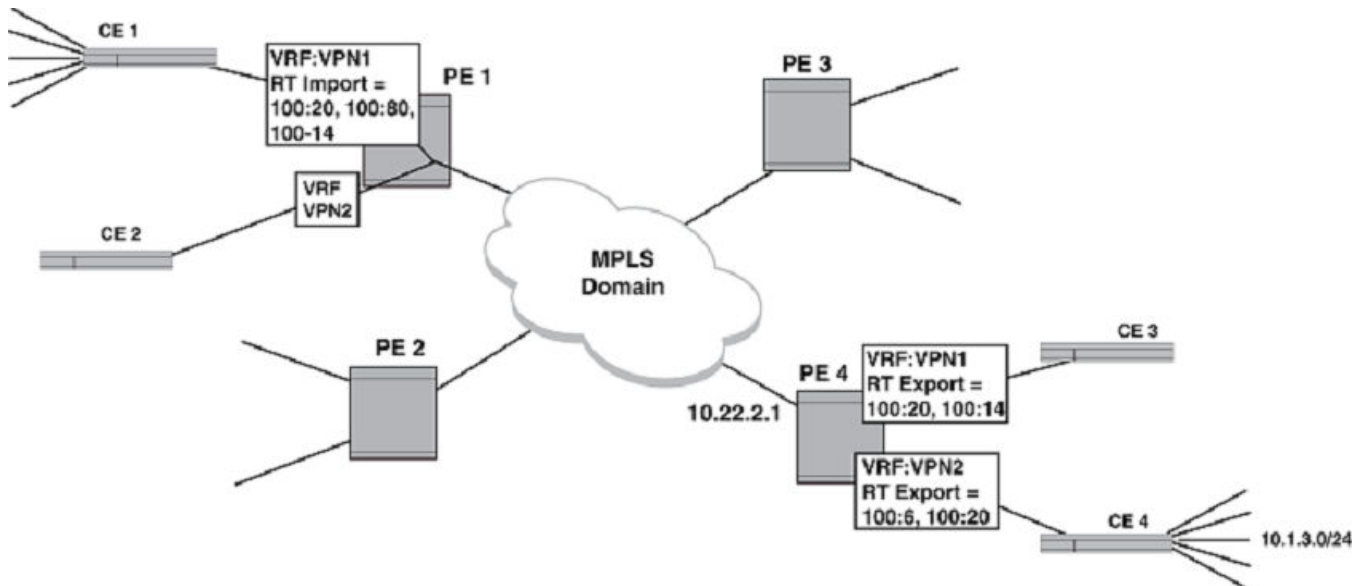 CE 1
VRF:VPN1
RT Import =
100:20, 100:80,
100-14
PE 1
PE 3
VRF
VPN2
CE 2
MPLS
Domain
PE 2
CE 3
VRF:VPN1
RT Export =
100:20, 100:14
PE 4
10.22.2.1
VRF:VPN2
RT Export =
100:6, 100:20
CE 4
10.1.3.0/24